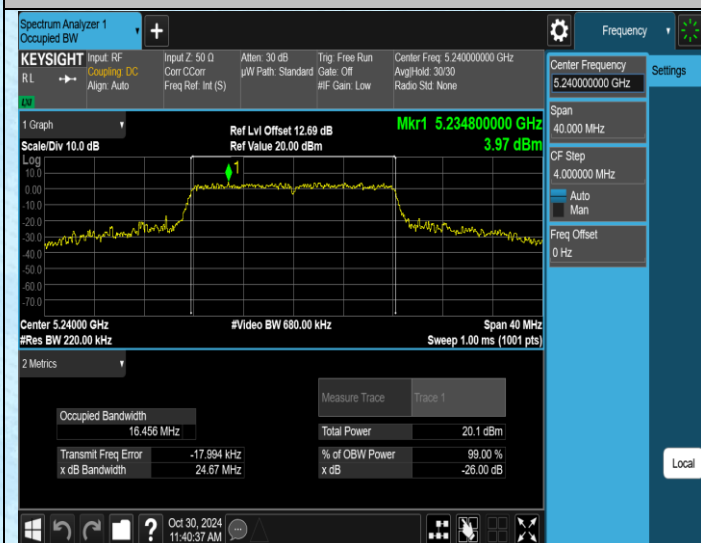 Spectrum Analyzer 1
Occupied BW
+
Frequency
KEYSIGHT
R L
LXI
Input: RF
Coupling: DC
Align: Auto
Input Z: 50 Ω
Corr CCorr
Freq Ref: Int (S)
Atten: 30 dB
µW Path: Standard
Trig: Free Run
Gate: Off
#IF Gain: Low
Center Freq: 5.240000000 GHz
Avg|Hold: 30/30
Radio Std: None
Center Frequency
5.240000000 GHz
Settings
Span
40.000 MHz
CF Step
4.000000 MHz
Auto
Man
Freq Offset
0 Hz
Local
1 Graph
Scale/Div 10.0 dB
Ref Lvl Offset 12.69 dB
Ref Value 20.00 dBm
Mkr1 5.234800000 GHz
3.97 dBm
Log
10.0
0.00
-10.0
-20.0
-30.0
-40.0
-50.0
-60.0
-70.0
1
Center 5.24000 GHz
#Video BW 680.00 kHz
Span 40 MHz
#Res BW 220.00 kHz
Sweep 1.00 ms (1001 pts)
2 Metrics
Measure Trace Trace 1
Occupied Bandwidth
16.456 MHz
Total Power 20.1 dBm
Transmit Freq Error -17.994 kHz
% of OBW Power 99.00 %
x dB Bandwidth 24.67 MHz
x dB -26.00 dB
?
Oct 30, 2024
11:40:37 AM